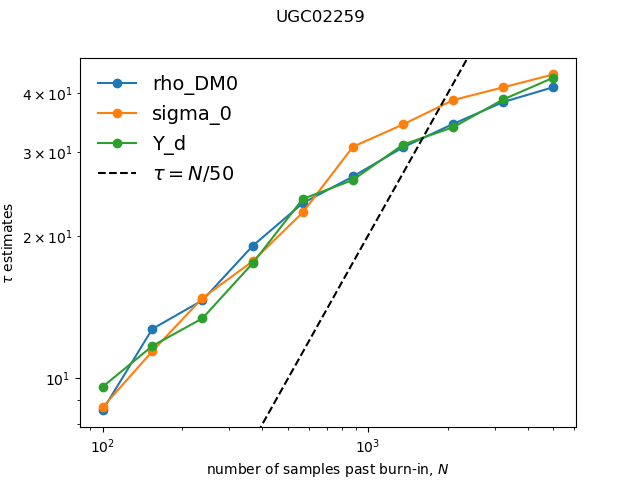 UGC02259
rho_DM0
sigma_0
Y_d
τ = N/50
4 × 10¹
3 × 10¹
2 × 10¹
10¹
τ estimates
10² 10³
number of samples past burn-in, N